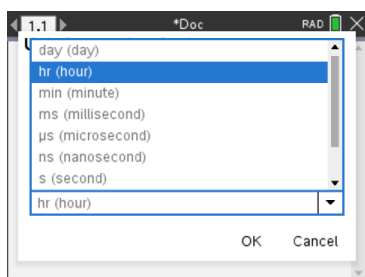 1.1 *Doc RAD
day (day)
hr (hour)
min (minute)
ms (millisecond)
µs (microsecond)
ns (nanosecond)
s (second)
hr (hour)
OK Cancel